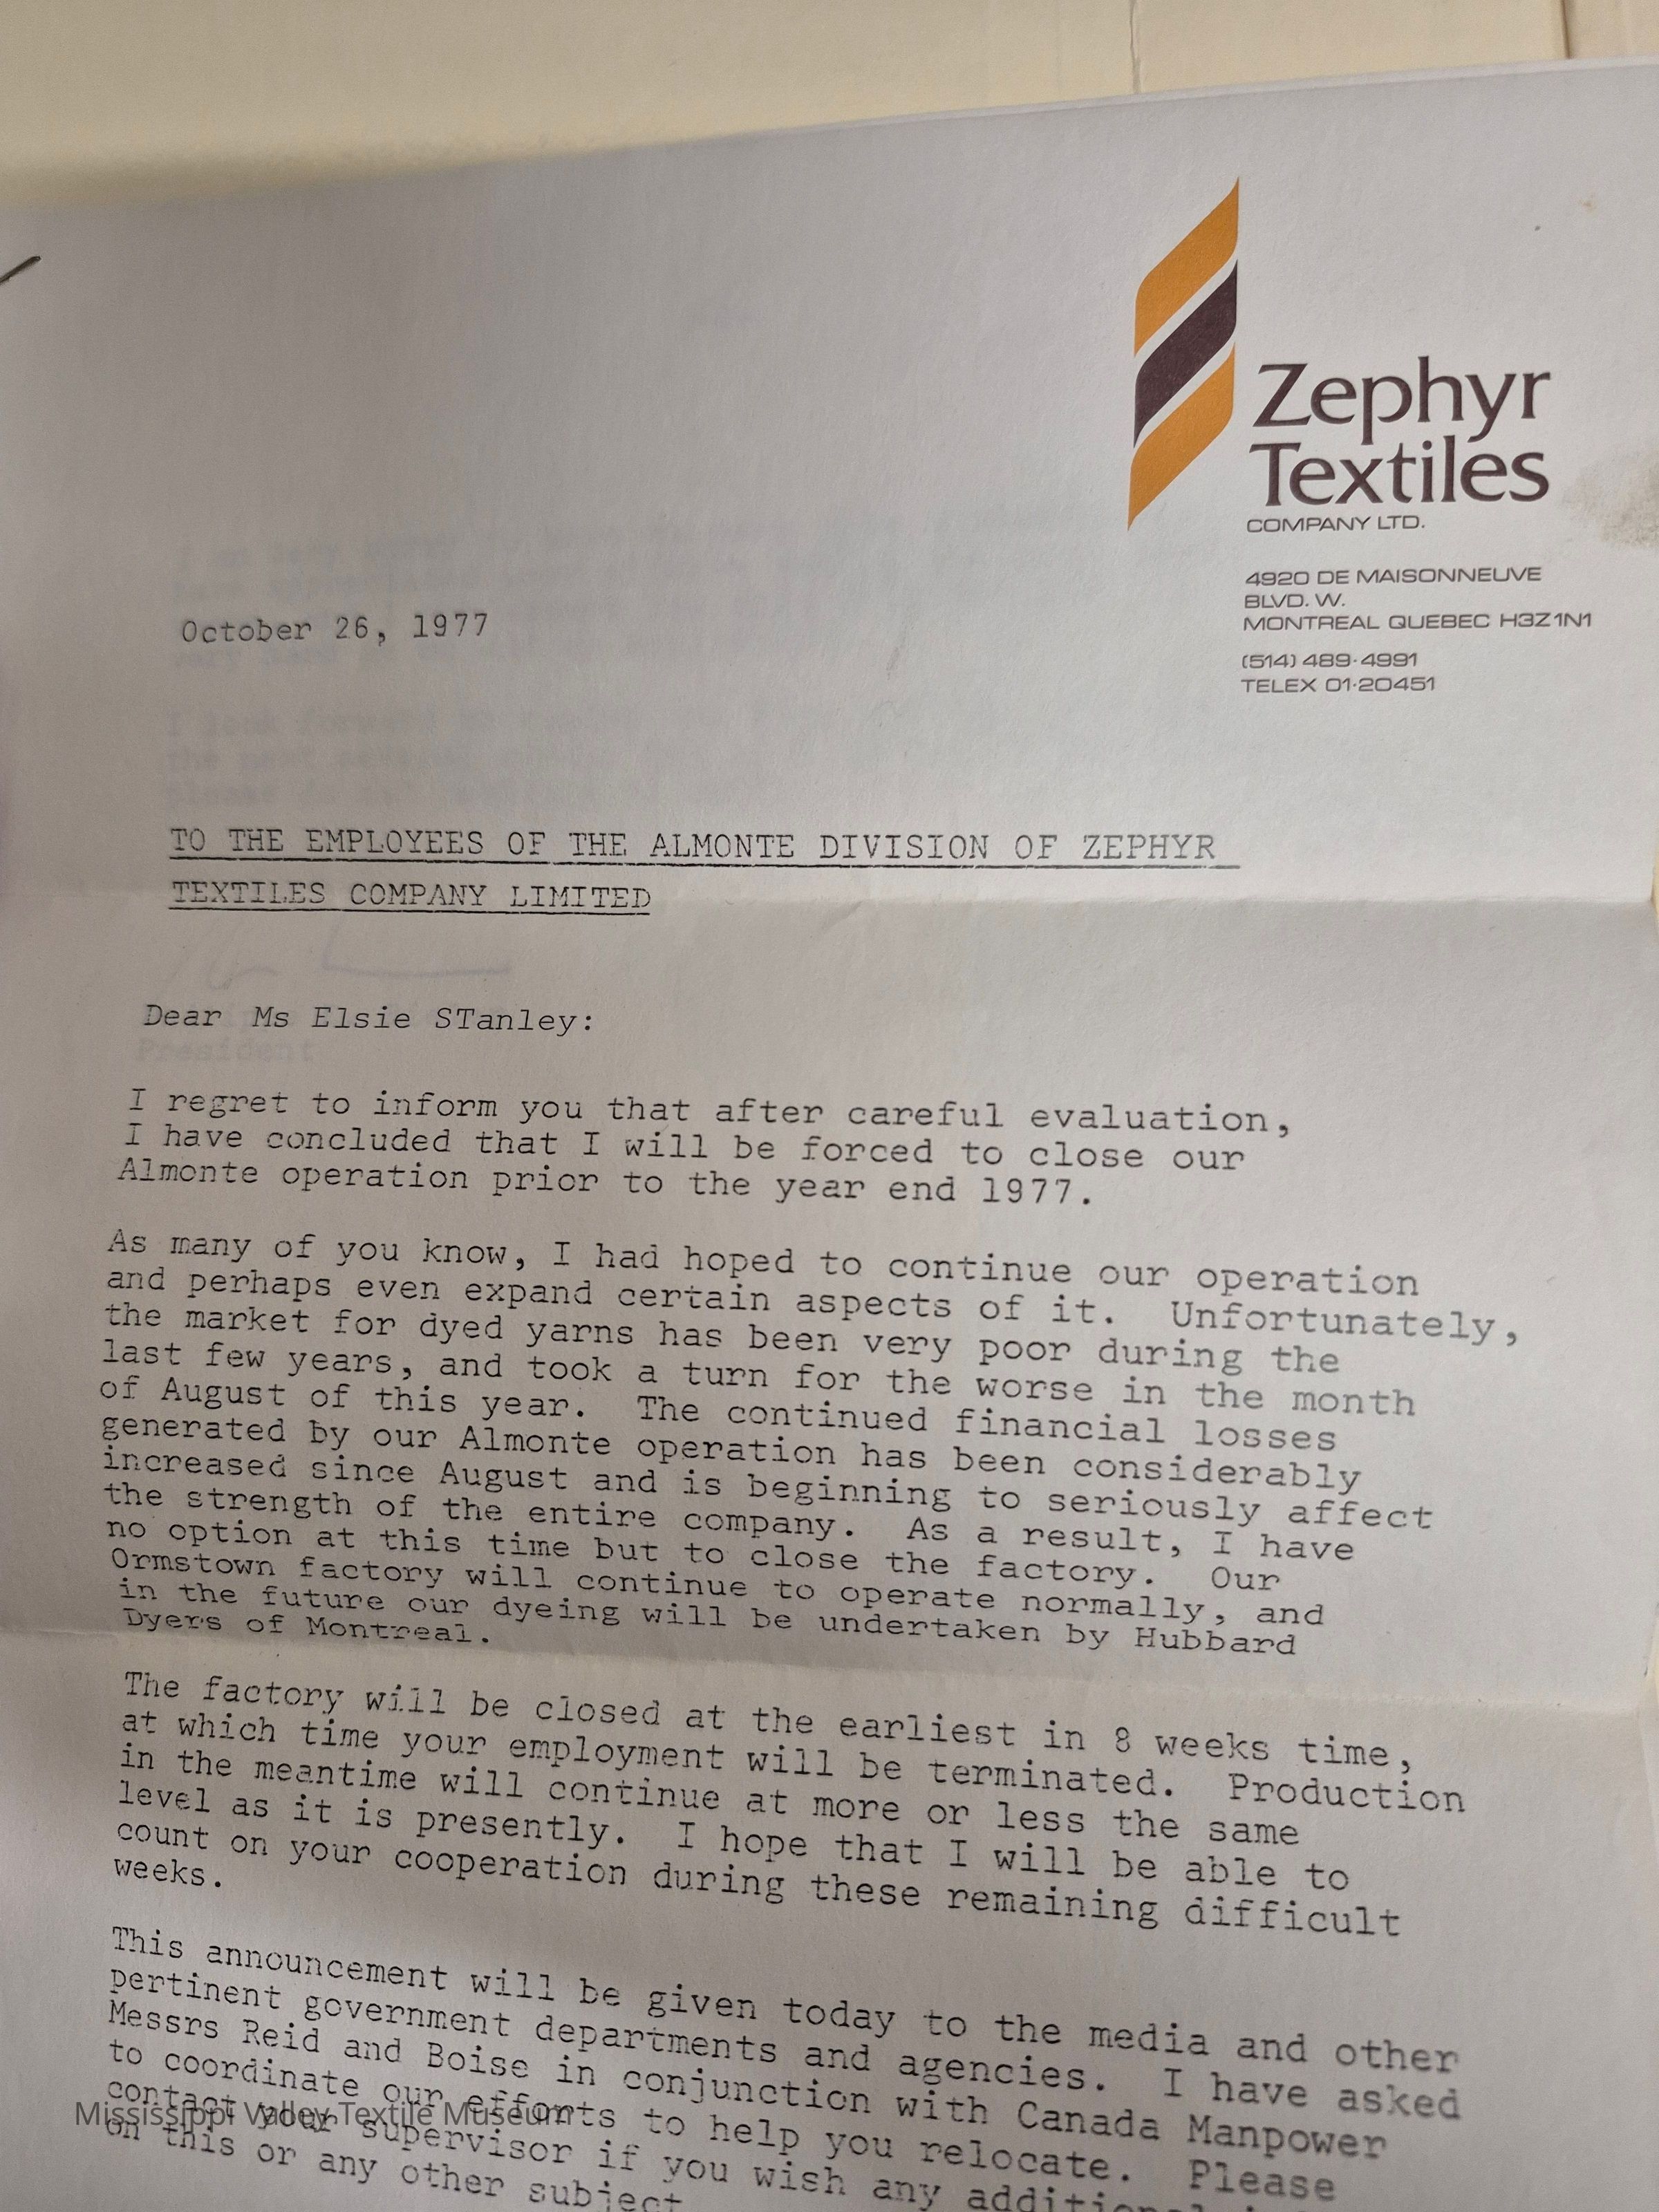 Zephyr
Textiles
COMPANY LTD.
4920 DE MAISONNEUVE
BLVD. W.
MONTREAL QUEBEC H3Z 1N1
(514) 489-4991
TELEX 01-20451
October 26, 1977
TO THE EMPLOYEES OF THE ALMONTE DIVISION OF ZEPHYR
TEXTILES COMPANY LIMITED
Dear Ms Elsie STanley:
President
I regret to inform you that after careful evaluation,
I have concluded that I will be forced to close our
Almonte operation prior to the year end 1977.
As many of you know, I had hoped to continue our operation
and perhaps even expand certain aspects of it. Unfortunately,
the market for dyed yarns has been very poor during the
last few years, and took a turn for the worse in the month
of August of this year. The continued financial losses
generated by our Almonte operation has been considerably
increased since August and is beginning to seriously affect
the strength of the entire company. As a result, I have
no option at this time but to close the factory. Our
Ormstown factory will continue to operate normally, and
in the future our dyeing will be undertaken by Hubbard
Dyers of Montreal.
The factory will be closed at the earliest in 8 weeks time,
at which time your employment will be terminated. Production
in the meantime will continue at more or less the same
level as it is presently. I hope that I will be able to
count on your cooperation during these remaining difficult
weeks.
This announcement will be given today to the media and other
pertinent government departments and agencies. I have asked
Messrs Reid and Boise in conjunction with Canada Manpower
to coordinate our efforts to help you relocate. Please
contact your supervisor if you wish any
on this or any other subject
Mississippi Valley Textile Museum